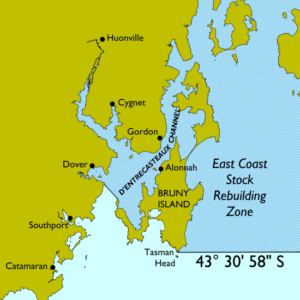 Huonville
Cygnet
Gordon
D'ENTRECASTEAUX CHANNEL
Dover
Alonnah
East Coast
Stock
Rebuilding
Zone
BRUNY
ISLAND
Southport
Tasman
Head
43° 30' 58" S
Catamaran